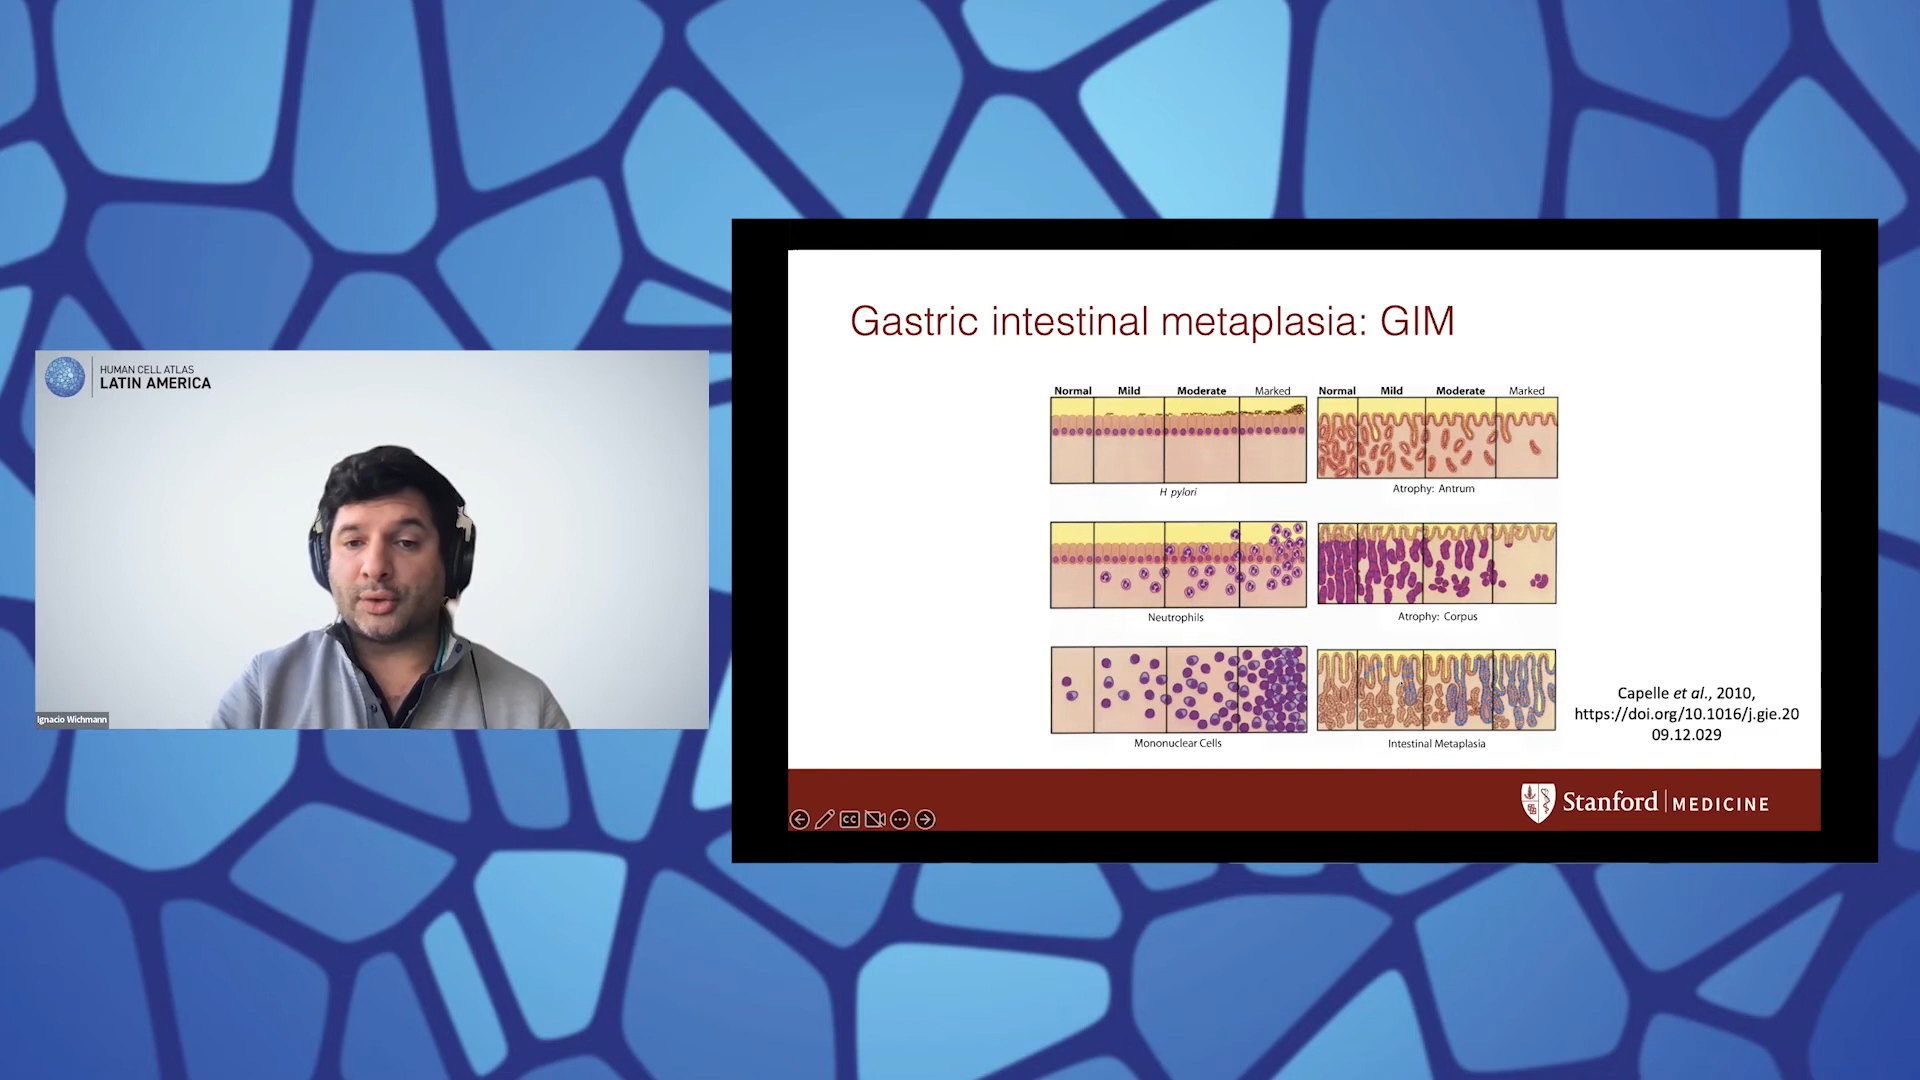 HUMAN CELL ATLAS
LATIN AMERICA
Ignacio Wichmann
Gastric intestinal metaplasia: GIM
Normal Mild Moderate Marked Normal Mild Moderate Marked
H pylori
Atrophy: Antrum
Neutrophils
Atrophy: Corpus
Mononuclear Cells
Intestinal Metaplasia
Capelle et al., 2010,
https://doi.org/10.1016/j.gie.20
09.12.029
CC
Stanford MEDICINE